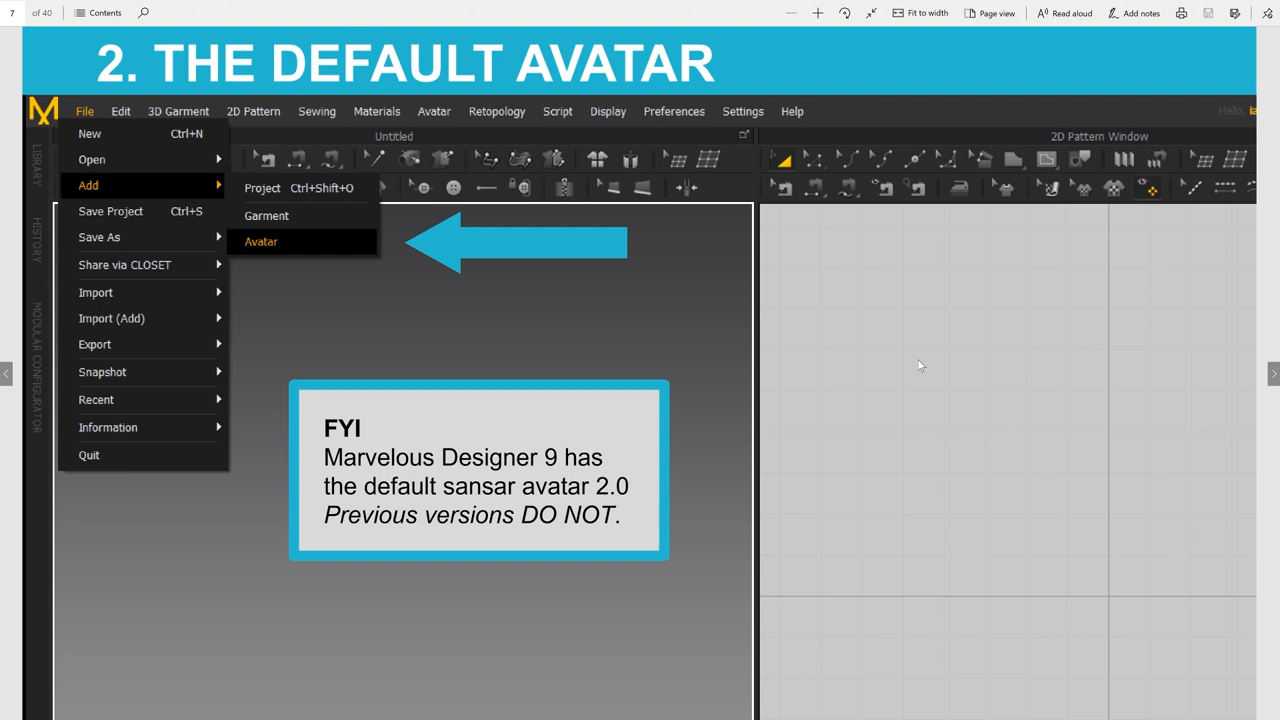 7 of 40 Contents Fit to width Page view Read aloud Add notes
2. THE DEFAULT AVATAR
File Edit 3D Garment 2D Pattern Sewing Materials Avatar Retopology Script Display Preferences Settings Help Hello,
Untitled
2D Pattern Window
New Ctrl+N
Open
Add
Save Project Ctrl+S
Save As
Share via CLOSET
Import
Import (Add)
Export
Snapshot
Recent
Information
Quit
Project Ctrl+Shift+O
Garment
Avatar
LIBRARY
HISTORY
MODULAR CONFIGURATOR
FYI
Marvelous Designer 9 has
the default sansar avatar 2.0
Previous versions DO NOT.